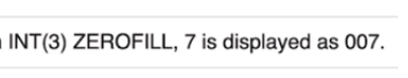 INT(3) ZEROFILL, 7 is displayed as 007.